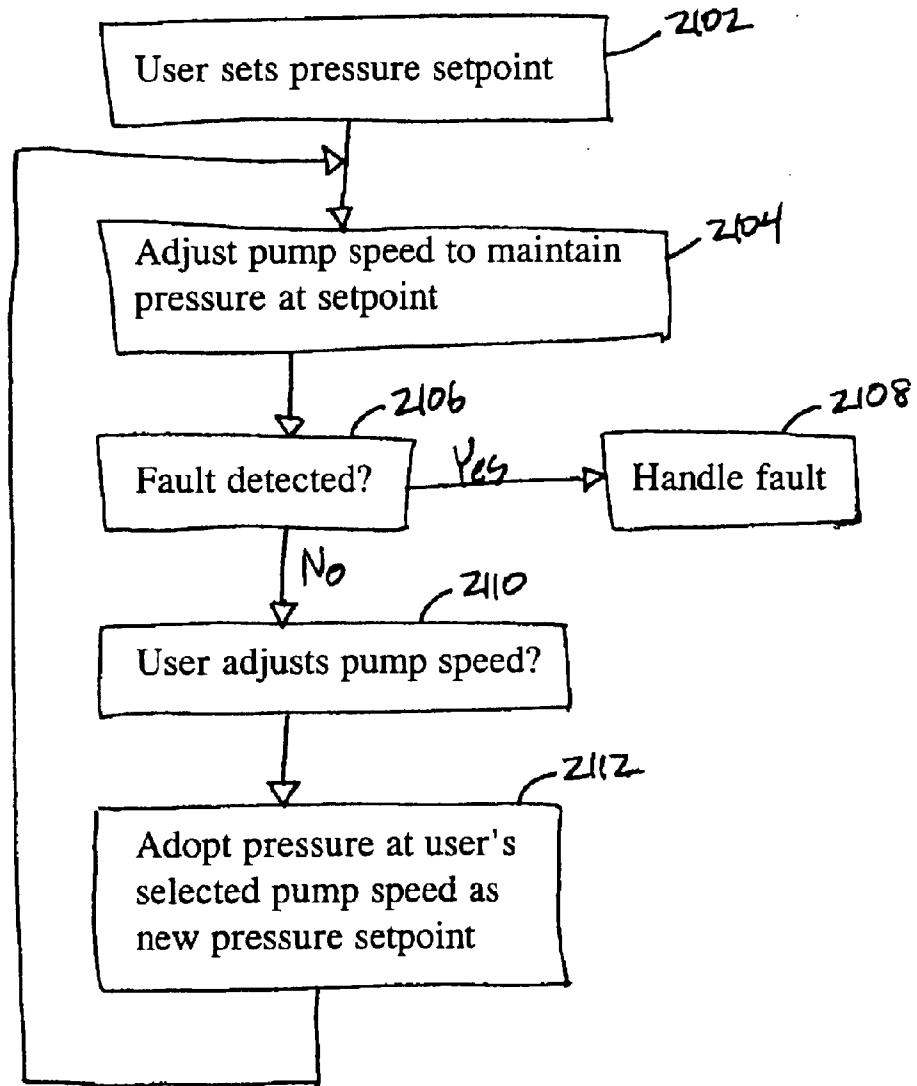 2102
User sets pressure setpoint
2104
Adjust pump speed to maintain
pressure at setpoint
2106
Fault detected?
Yes
2108
Handle fault
No
2110
User adjusts pump speed?
2112
Adopt pressure at user's
selected pump speed as
new pressure setpoint